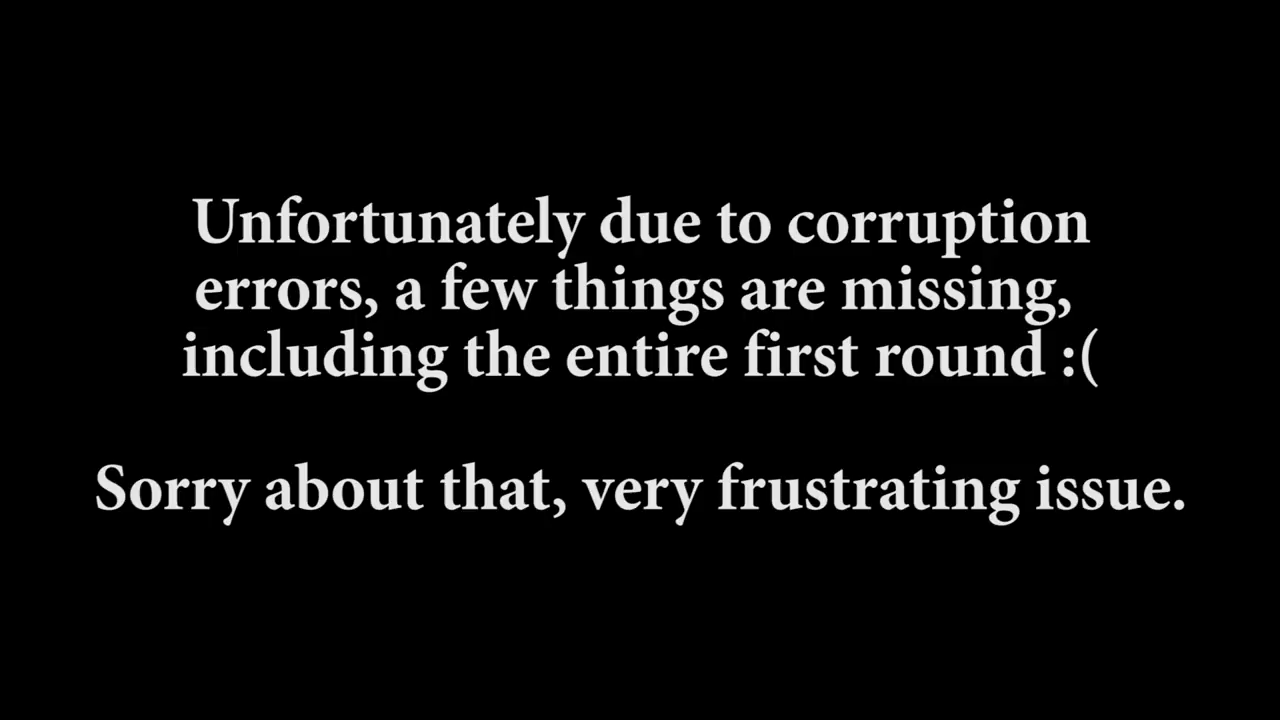 Unfortunately due to corruption
errors, a few things are missing,
including the entire first round :(
Sorry about that, very frustrating issue.